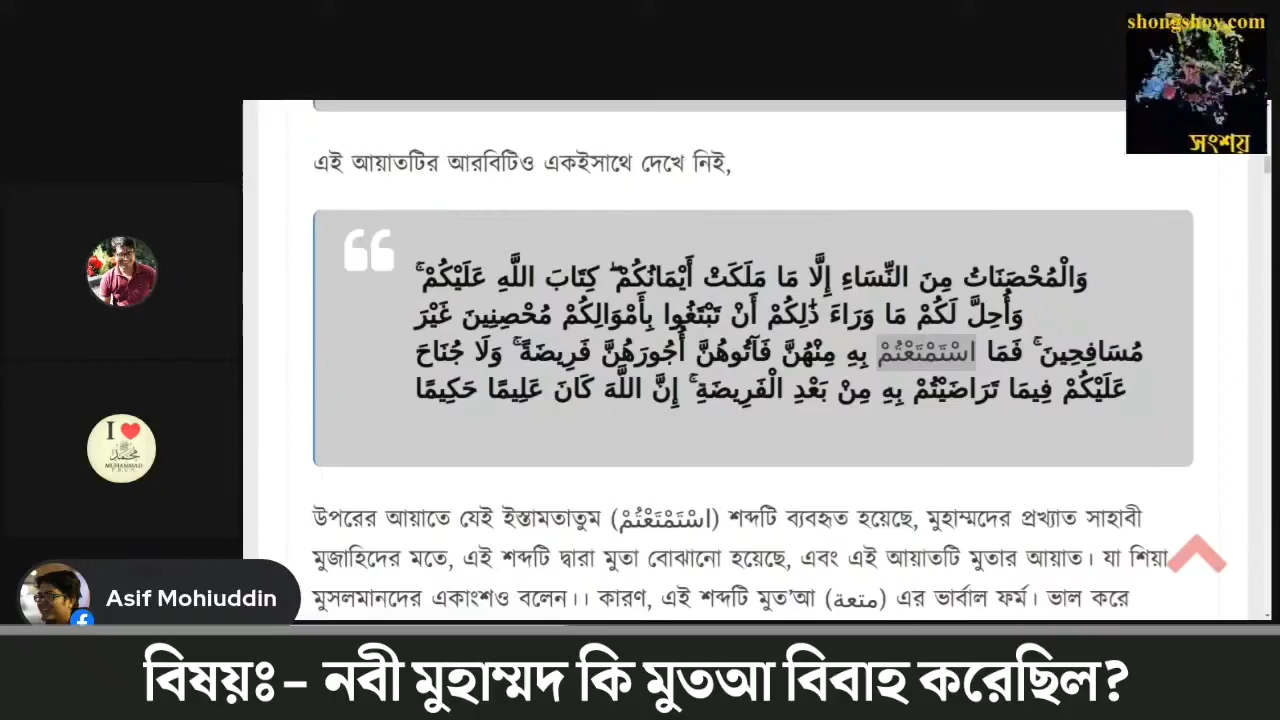 shongshoy.com
সংশয়
এই আয়াতটির আরবিটিও একইসাথে দেখে নিই,
وَالْمُحْصَنَاتُ مِنَ النِّسَاءِ إِلَّا مَا مَلَكَتْ أَيْمَانُكُمْ ۖ كِتَابَ اللَّهِ عَلَيْكُمْ ۚ
وَأُحِلَّ لَكُمْ مَا وَرَاءَ ذَٰلِكُمْ أَنْ تَبْتَغُوا بِأَمْوَالِكُمْ مُحْصِنِينَ غَيْرَ
مُسَافِحِينَ ۚ فَمَا اسْتَمْتَعْتُمْ بِهِ مِنْهُنَّ فَآتُوهُنَّ أُجُورَهُنَّ فَرِيضَةً ۚ وَلَا جُنَاحَ
عَلَيْكُمْ فِيمَا تَرَاضَيْتُمْ بِهِ مِنْ بَعْدِ الْفَرِيضَةِ ۚ إِنَّ اللَّهَ كَانَ عَلِيمًا حَكِيمًا
উপরের আয়াতে যেই ইস্তামতাতুম (اسْتَمْتَعْتُمْ) শব্দটি ব্যবহৃত হয়েছে, মুহাম্মদের প্রখ্যাত সাহাবী
মুজাহিদের মতে, এই শব্দটি দ্বারা মুতা বোঝানো হয়েছে, এবং এই আয়াতটি মুতার আয়াত। যা শিয়া
মুসলমানদের একাংশও বলেন।। কারণ, এই শব্দটি মুত'আ (متعة) এর ভার্বাল ফর্ম। ভাল করে
I
MUHAMMAD
Asif Mohiuddin
বিষয়ঃ– নবী মুহাম্মদ কি মুতআ বিবাহ করেছিল?